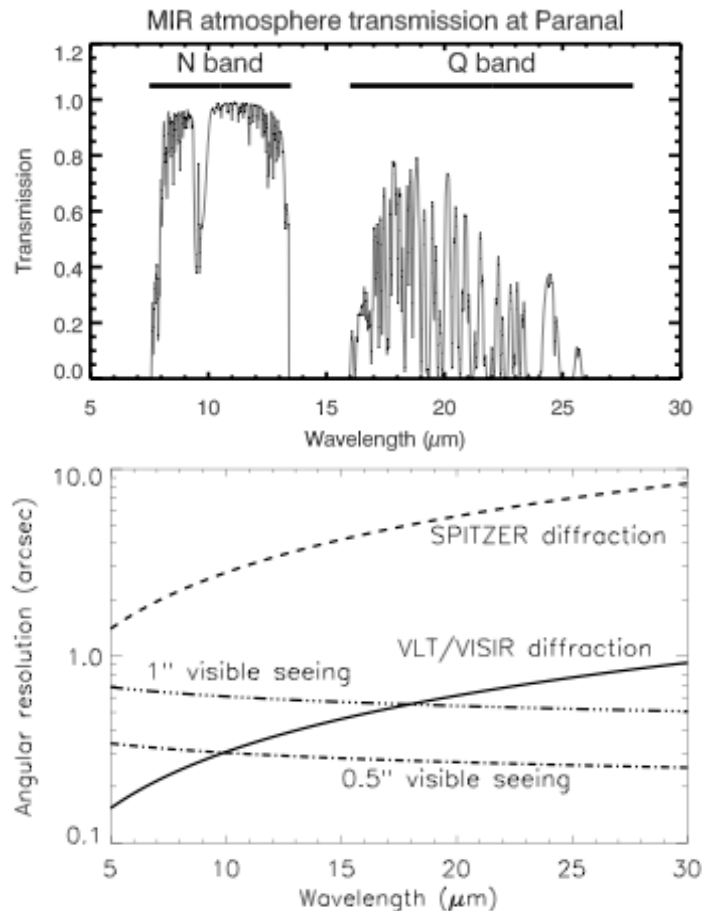 MIR atmosphere transmission at Paranal
1.2
N band
Q band
1.0
0.8
0.6
0.4
0.2
0.0
Transmission
5 10 15 20 25 30
Wavelength (μm)
10.0
SPITZER diffraction
VLT/VISIR diffraction
1.0
1" visible seeing
0.5" visible seeing
0.1
Angular resolution (arcsec)
5 10 15 20 25 30
Wavelength (μm)